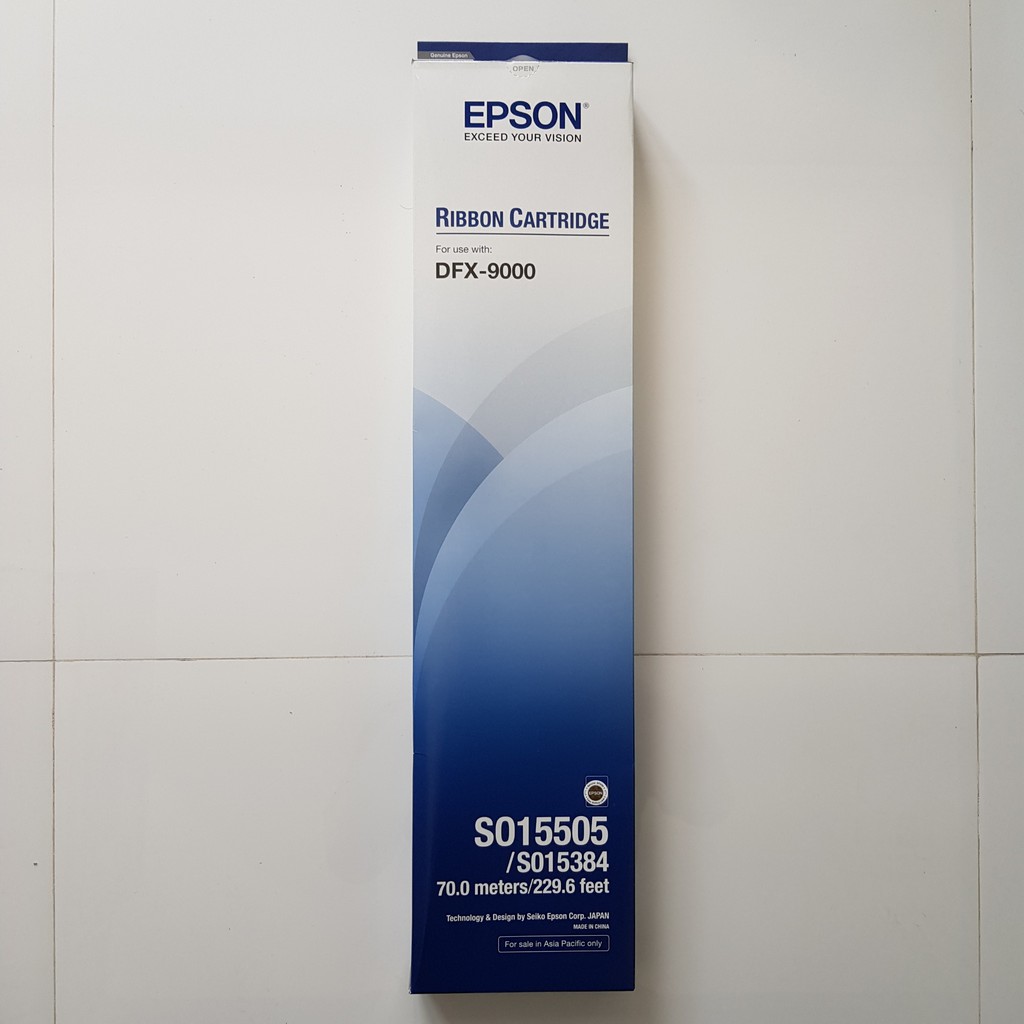 Genuine Epson
OPEN
EPSON®
EXCEED YOUR VISION
RIBBON CARTRIDGE
For use with:
DFX-9000
EPSON
S015505
/S015384
70.0 meters/229.6 feet
Technology & Design by Seiko Epson Corp. JAPAN
MADE IN CHINA
For sale in Asia Pacific only